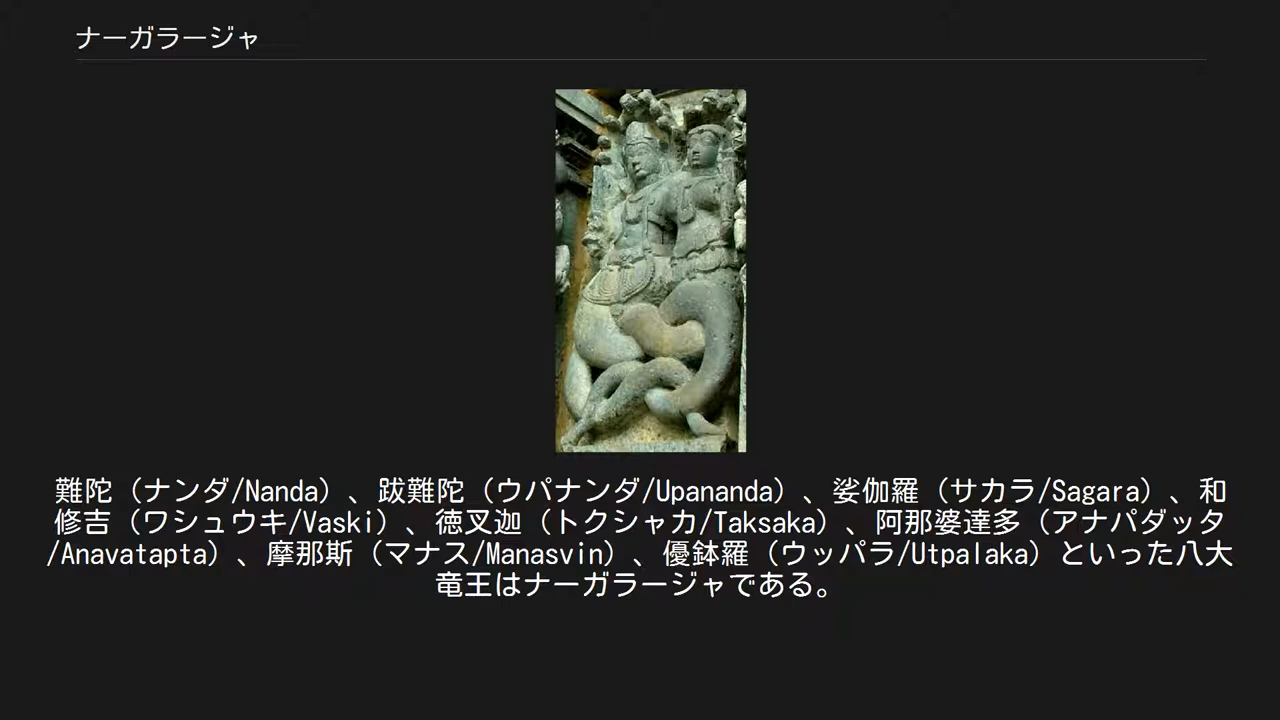 ナーガラージャ
難陀（ナンダ/Nanda）、跋難陀（ウパナンダ/Upananda）、娑伽羅（サカラ/Sagara）、和
修吉（ワシュウキ/Vaski）、徳叉迦（トクシャカ/Taksaka）、阿那婆達多（アナパダッタ
/Anavatapta）、摩那斯（マナス/Manasvin）、優鉢羅（ウッパラ/Utpalaka）といった八大
竜王はナーガラージャである。